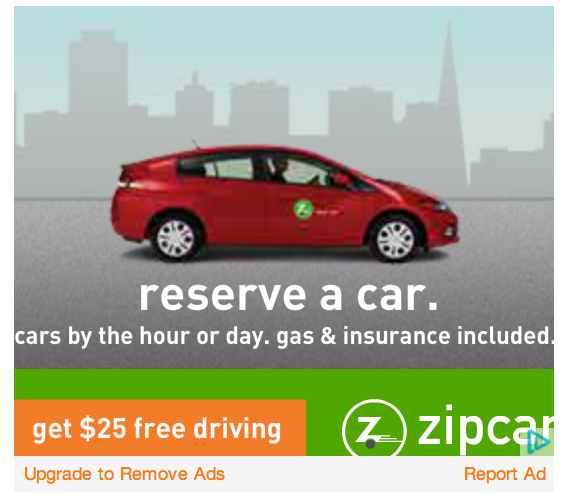 reserve a car.
cars by the hour or day. gas & insurance included.
get $25 free driving
zipcar
Upgrade to Remove Ads
Report Ad